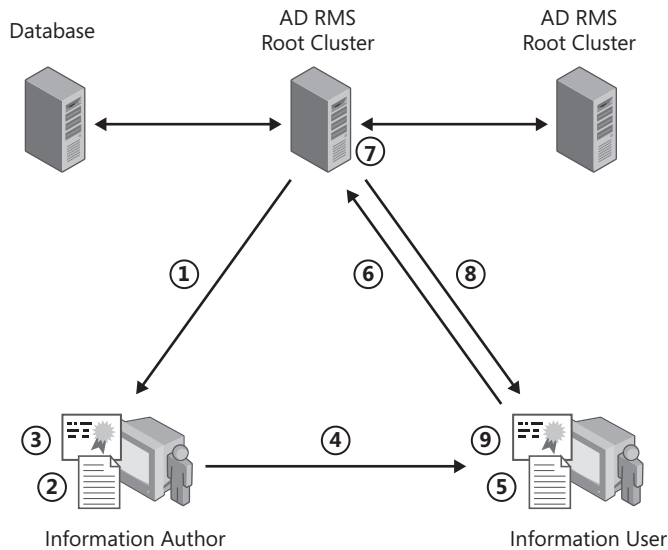 Database
AD RMS
Root Cluster
AD RMS
Root Cluster
7
1
6
8
3
2
4
9
5
Information Author
Information User